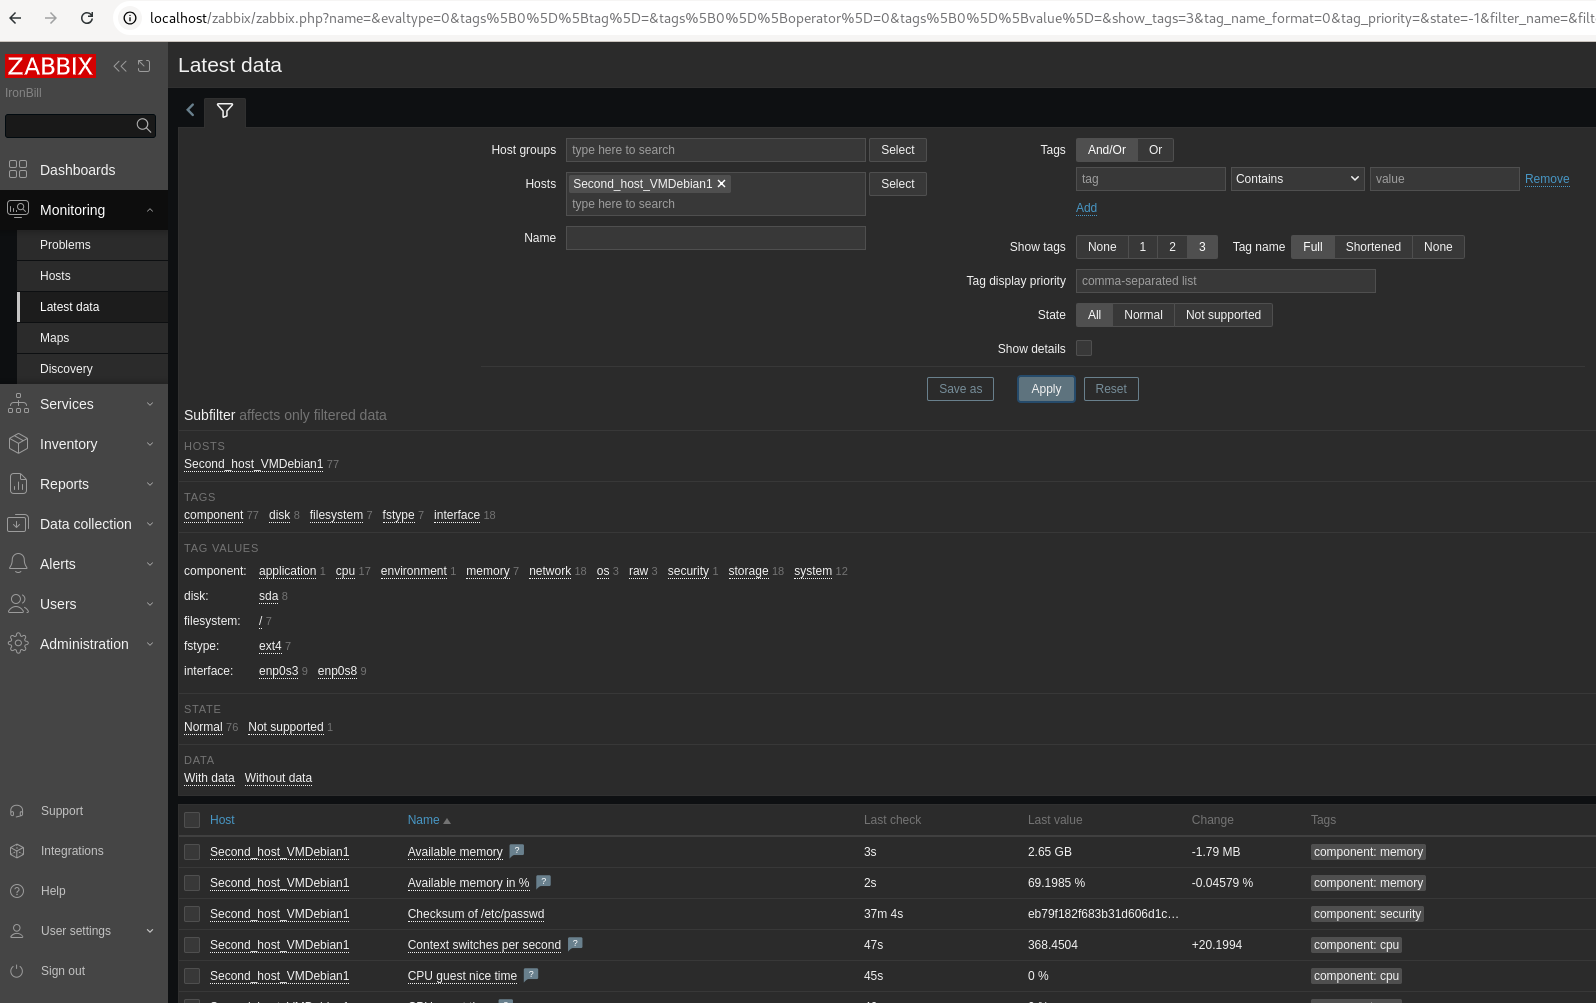 localhost/zabbix/zabbix.php?name=&evaltype=0&tags%5B0%5D%5Btag%5D=&tags%5B0%5D%5Boperator%5D=0&tags%5B0%5D%5Bvalue%5D=&show_tags=3&tag_name_format=0&tag_priority=&state=-1&filter_name=&filt
ZABBIX
IronBill
Dashboards
Monitoring
Problems
Hosts
Latest data
Maps
Discovery
Services
Inventory
Reports
Data collection
Alerts
Users
Administration
Support
Integrations
Help
User settings
Sign out
Latest data
Host groups type here to search Select
Hosts Second_host_VMDebian1 Select
type here to search
Name
Tags And/Or Or
tag Contains value Remove
Add
Show tags None 1 2 3 Tag name Full Shortened None
Tag display priority comma-separated list
State All Normal Not supported
Show details
Save as Apply Reset
Subfilter affects only filtered data
HOSTS
Second_host_VMDebian1 77
TAGS
component 77 disk 8 filesystem 7 fstype 7 interface 18
TAG VALUES
component: application 1 cpu 17 environment 1 memory 7 network 18 os 3 raw 3 security 1 storage 18 system 12
disk: sda 8
filesystem: / 7
fstype: ext4 7
interface: enp0s3 9 enp0s8 9
STATE
Normal 76 Not supported 1
DATA
With data Without data
Host Name Last check Last value Change Tags
Second_host_VMDebian1 Available memory ? 3s 2.65 GB -1.79 MB component: memory
Second_host_VMDebian1 Available memory in % ? 2s 69.1985 % -0.04579 % component: memory
Second_host_VMDebian1 Checksum of /etc/passwd 37m 4s eb79f182f683b31d606d1c… component: security
Second_host_VMDebian1 Context switches per second ? 47s 368.4504 +20.1994 component: cpu
Second_host_VMDebian1 CPU guest nice time ? 45s 0 % component: cpu